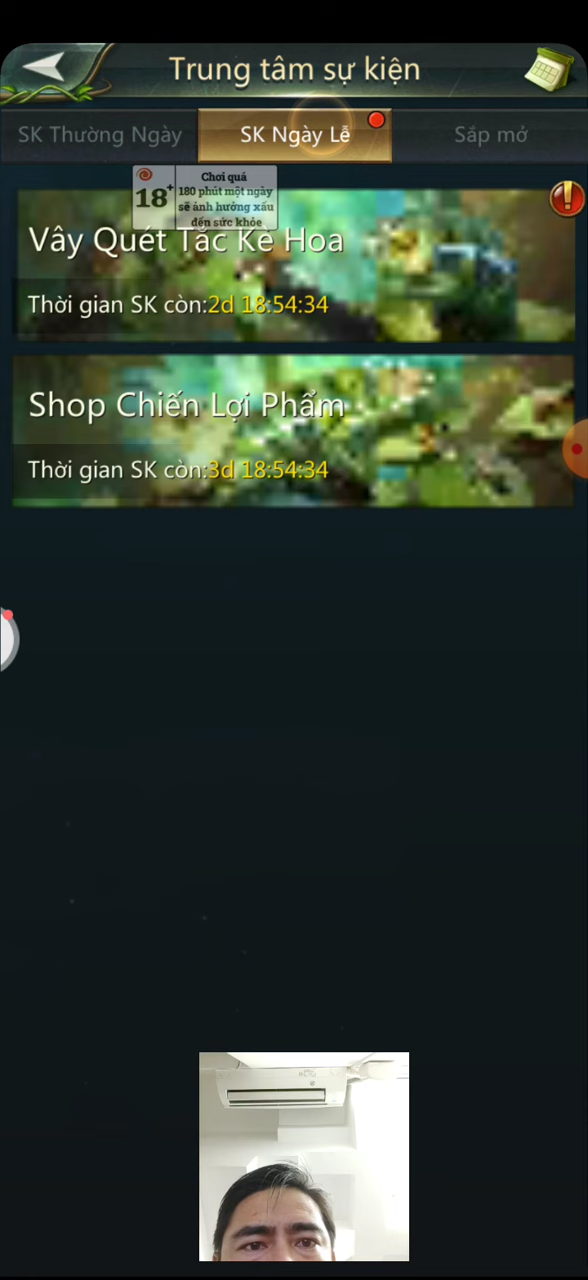 Trung tâm sự kiện
SK Thường Ngày
SK Ngày Lễ
Sắp mở
18+
Chơi quá
180 phút một ngày
sẽ ảnh hưởng xấu
đến sức khỏe
Vây Quét Tắc Kè Hoa
Thời gian SK còn:2d 18:54:34
Shop Chiến Lợi Phẩm
Thời gian SK còn:3d 18:54:34